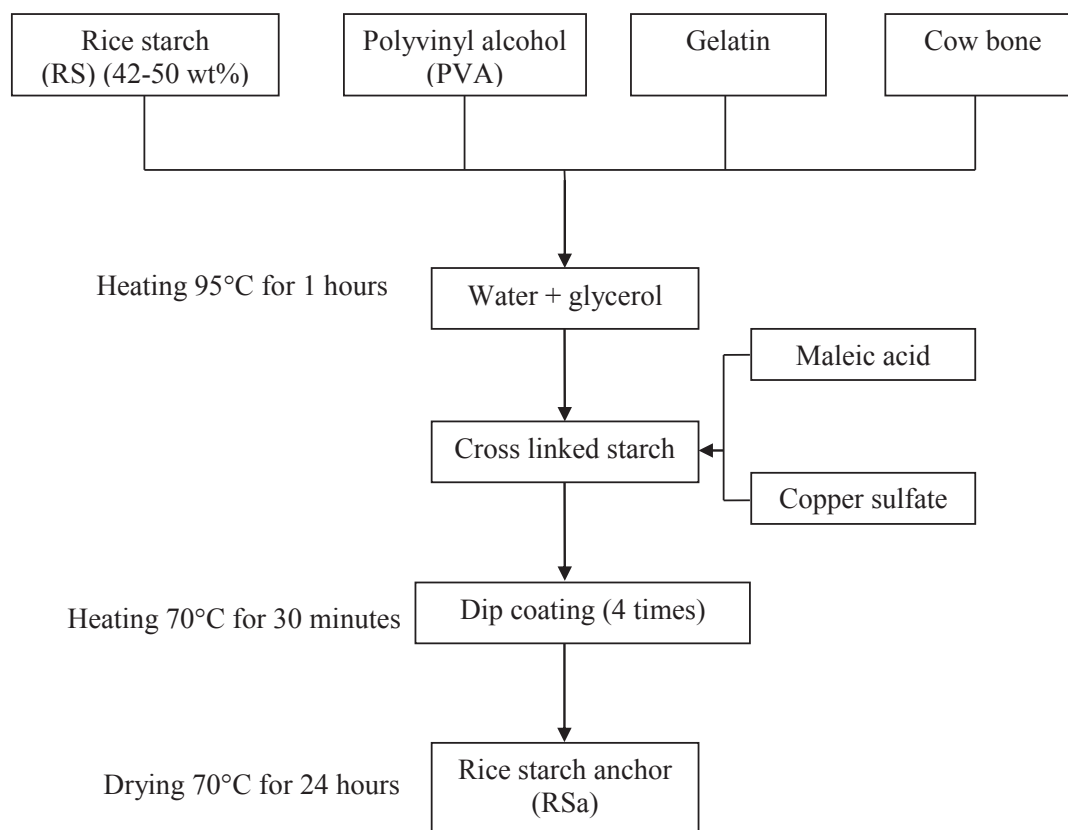 Rice starch
(RS) (42-50 wt%)
Polyvinyl alcohol
(PVA)
Gelatin
Cow bone
Heating 95°C for 1 hours
Water + glycerol
Maleic acid
Cross linked starch
Copper sulfate
Heating 70°C for 30 minutes
Dip coating (4 times)
Drying 70°C for 24 hours
Rice starch anchor
(RSa)